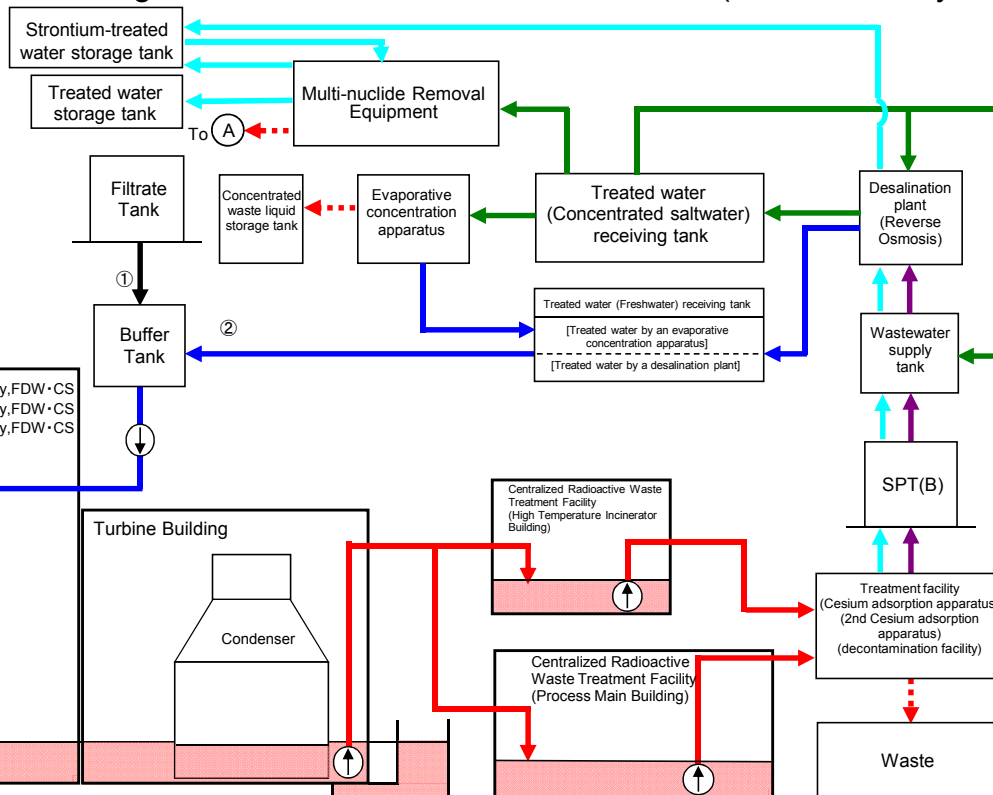 Strontium-treated
water storage tank
Treated water
storage tank
Multi-nuclide Removal
Equipment
To A
Filtrate
Tank
Concentrated
waste liquid
storage tank
Evaporative
concentration
apparatus
Treated water
(Concentrated saltwater)
receiving tank
Desalination
plant
(Reverse
Osmosis)
①
②
Buffer
Tank
Treated water (Freshwater) receiving tank
[Treated water by an evaporative
concentration apparatus]
[Treated water by a desalination plant]
Wastewater
supply
tank
y,FDW・CS
y,FDW・CS
y,FDW・CS
SPT(B)
Turbine Building
Condenser
Centralized Radioactive Waste
Treatment Facility
(High Temperature Incinerator
Building)
Centralized Radioactive
Waste Treatment Facility
(Process Main Building)
Treatment facility
(Cesium adsorption apparatus
(2nd Cesium adsorption
apparatus)
(decontamination facility)
Waste